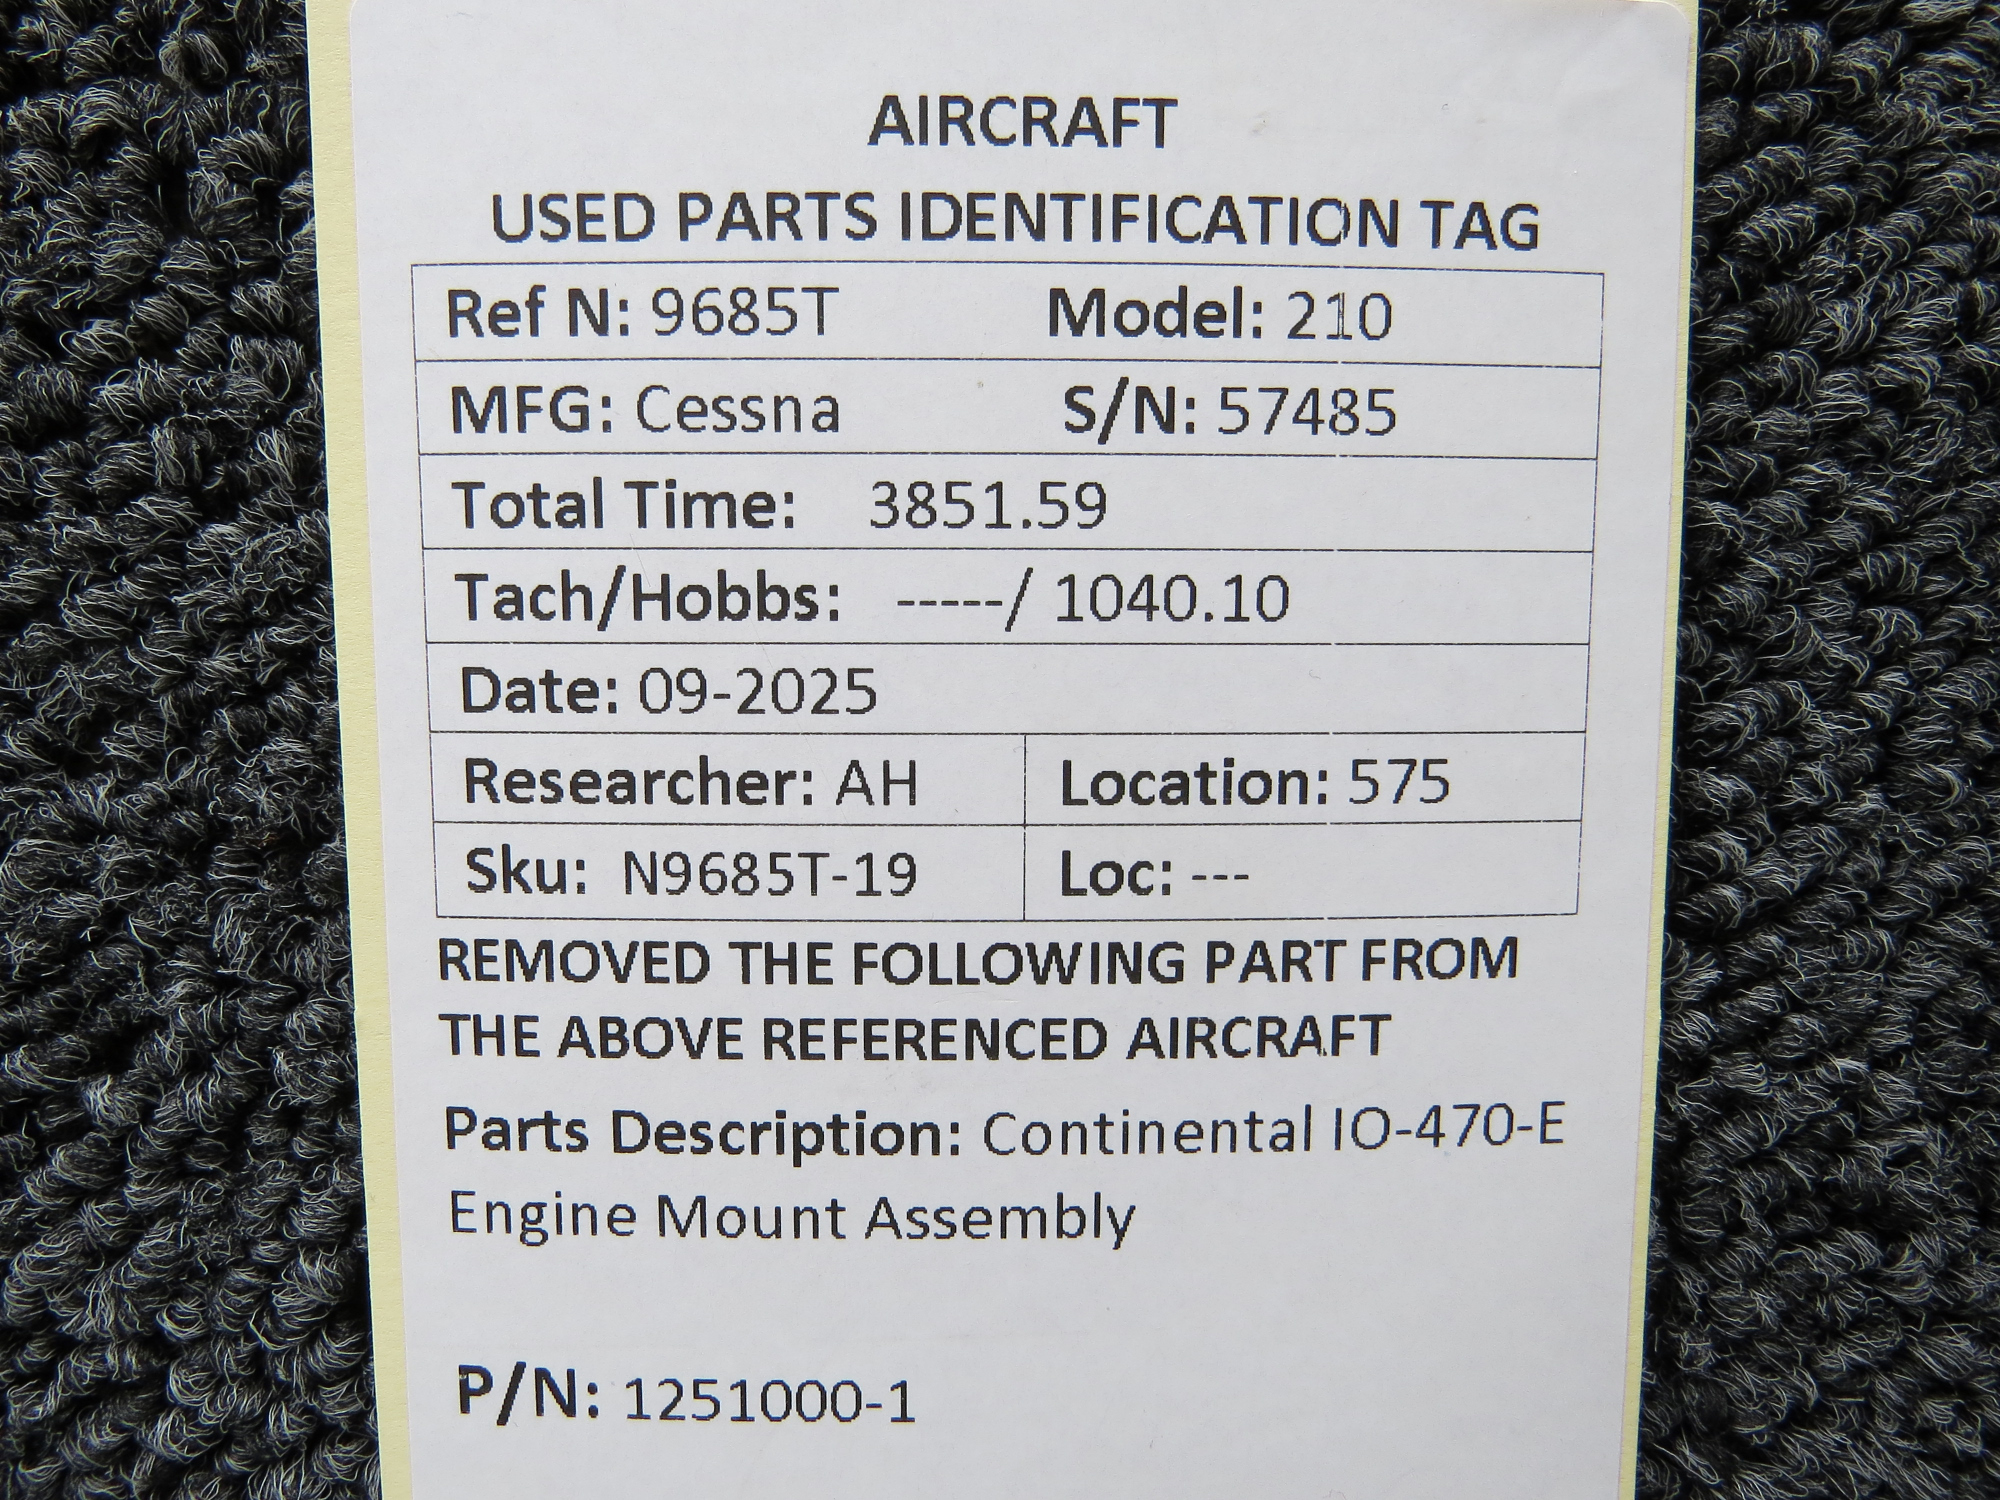 AIRCRAFT
USED PARTS IDENTIFICATION TAG
Ref N: 9685T Model: 210
MFG: Cessna S/N: 57485
Total Time: 3851.59
Tach/Hobbs: -----/ 1040.10
Date: 09-2025
Researcher: AH Location: 575
Sku: N9685T-19 Loc: ---
REMOVED THE FOLLOWING PART FROM
THE ABOVE REFERENCED AIRCRAFT
Parts Description: Continental IO-470-E
Engine Mount Assembly
P/N: 1251000-1